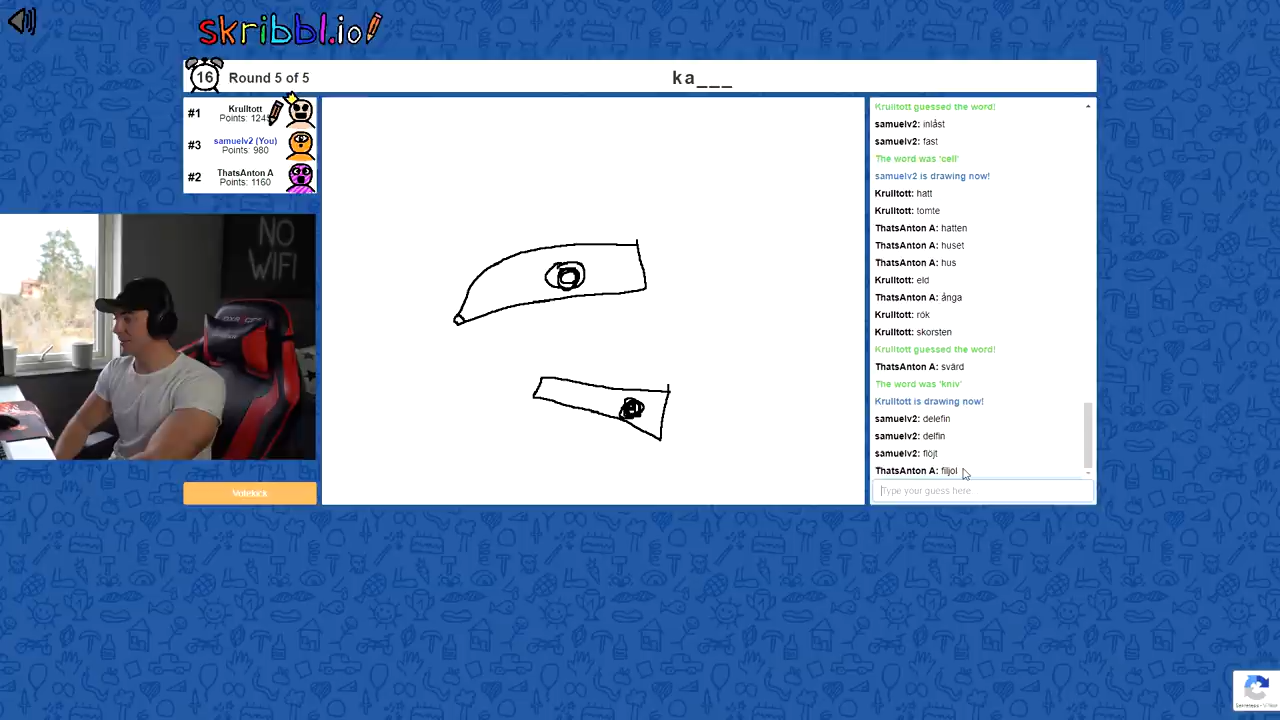 skribbl.io
16
Round 5 of 5
ka___
#1
Krulltott
Points: 1245
#3
samuelv2 (You)
Points: 980
#2
ThatsAnton A
Points: 1160
NO
WIFI
Votekick
Krulltott guessed the word!
samuelv2: inlåst
samuelv2: fast
The word was 'cell'
samuelv2 is drawing now!
Krulltott: hatt
Krulltott: tomte
ThatsAnton A: hatten
ThatsAnton A: huset
ThatsAnton A: hus
Krulltott: eld
ThatsAnton A: ånga
Krulltott: rök
Krulltott: skorsten
Krulltott guessed the word!
ThatsAnton A: svärd
The word was 'kniv'
Krulltott is drawing now!
samuelv2: delefin
samuelv2: delfin
samuelv2: flöjt
ThatsAnton A: filjol
Type your guess here